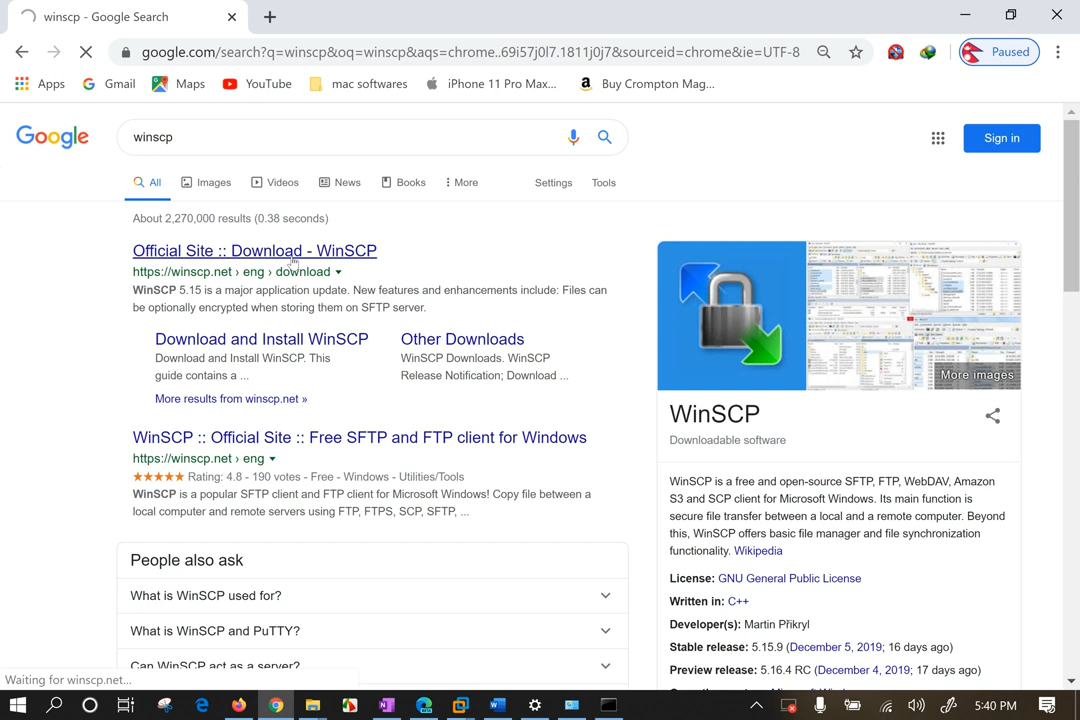 winscp - Google Search
google.com/search?q=winscp&oq=winscp&aqs=chrome..69i57j0l7.1811j0j7&sourceid=chrome&ie=UTF-8
Paused
Apps
Gmail
Maps
YouTube
mac softwares
iPhone 11 Pro Max...
Buy Crompton Mag...
Google
winscp
Sign in
All
Images
Videos
News
Books
More
Settings
Tools
About 2,270,000 results (0.38 seconds)
Official Site :: Download - WinSCP
https://winscp.net › eng › download
WinSCP 5.15 is a major application update. New features and enhancements include: Files can
be optionally encrypted when storing them on SFTP server.
Download and Install WinSCP
Download and Install WinSCP. This
guide contains a ...
Other Downloads
WinSCP Downloads. WinSCP
Release Notification; Download ...
More results from winscp.net »
WinSCP :: Official Site :: Free SFTP and FTP client for Windows
https://winscp.net › eng
Rating: 4.8 - 190 votes - Free - Windows - Utilities/Tools
WinSCP is a popular SFTP client and FTP client for Microsoft Windows! Copy file between a
local computer and remote servers using FTP, FTPS, SCP, SFTP, ...
People also ask
What is WinSCP used for?
What is WinSCP and PuTTY?
Can WinSCP act as a server?
More images
WinSCP
Downloadable software
WinSCP is a free and open-source SFTP, FTP, WebDAV, Amazon
S3 and SCP client for Microsoft Windows. Its main function is
secure file transfer between a local and a remote computer. Beyond
this, WinSCP offers basic file manager and file synchronization
functionality. Wikipedia
License: GNU General Public License
Written in: C++
Developer(s): Martin Přikryl
Stable release: 5.15.9 (December 5, 2019; 16 days ago)
Preview release: 5.16.4 RC (December 4, 2019; 17 days ago)
Waiting for winscp.net...
5:40 PM